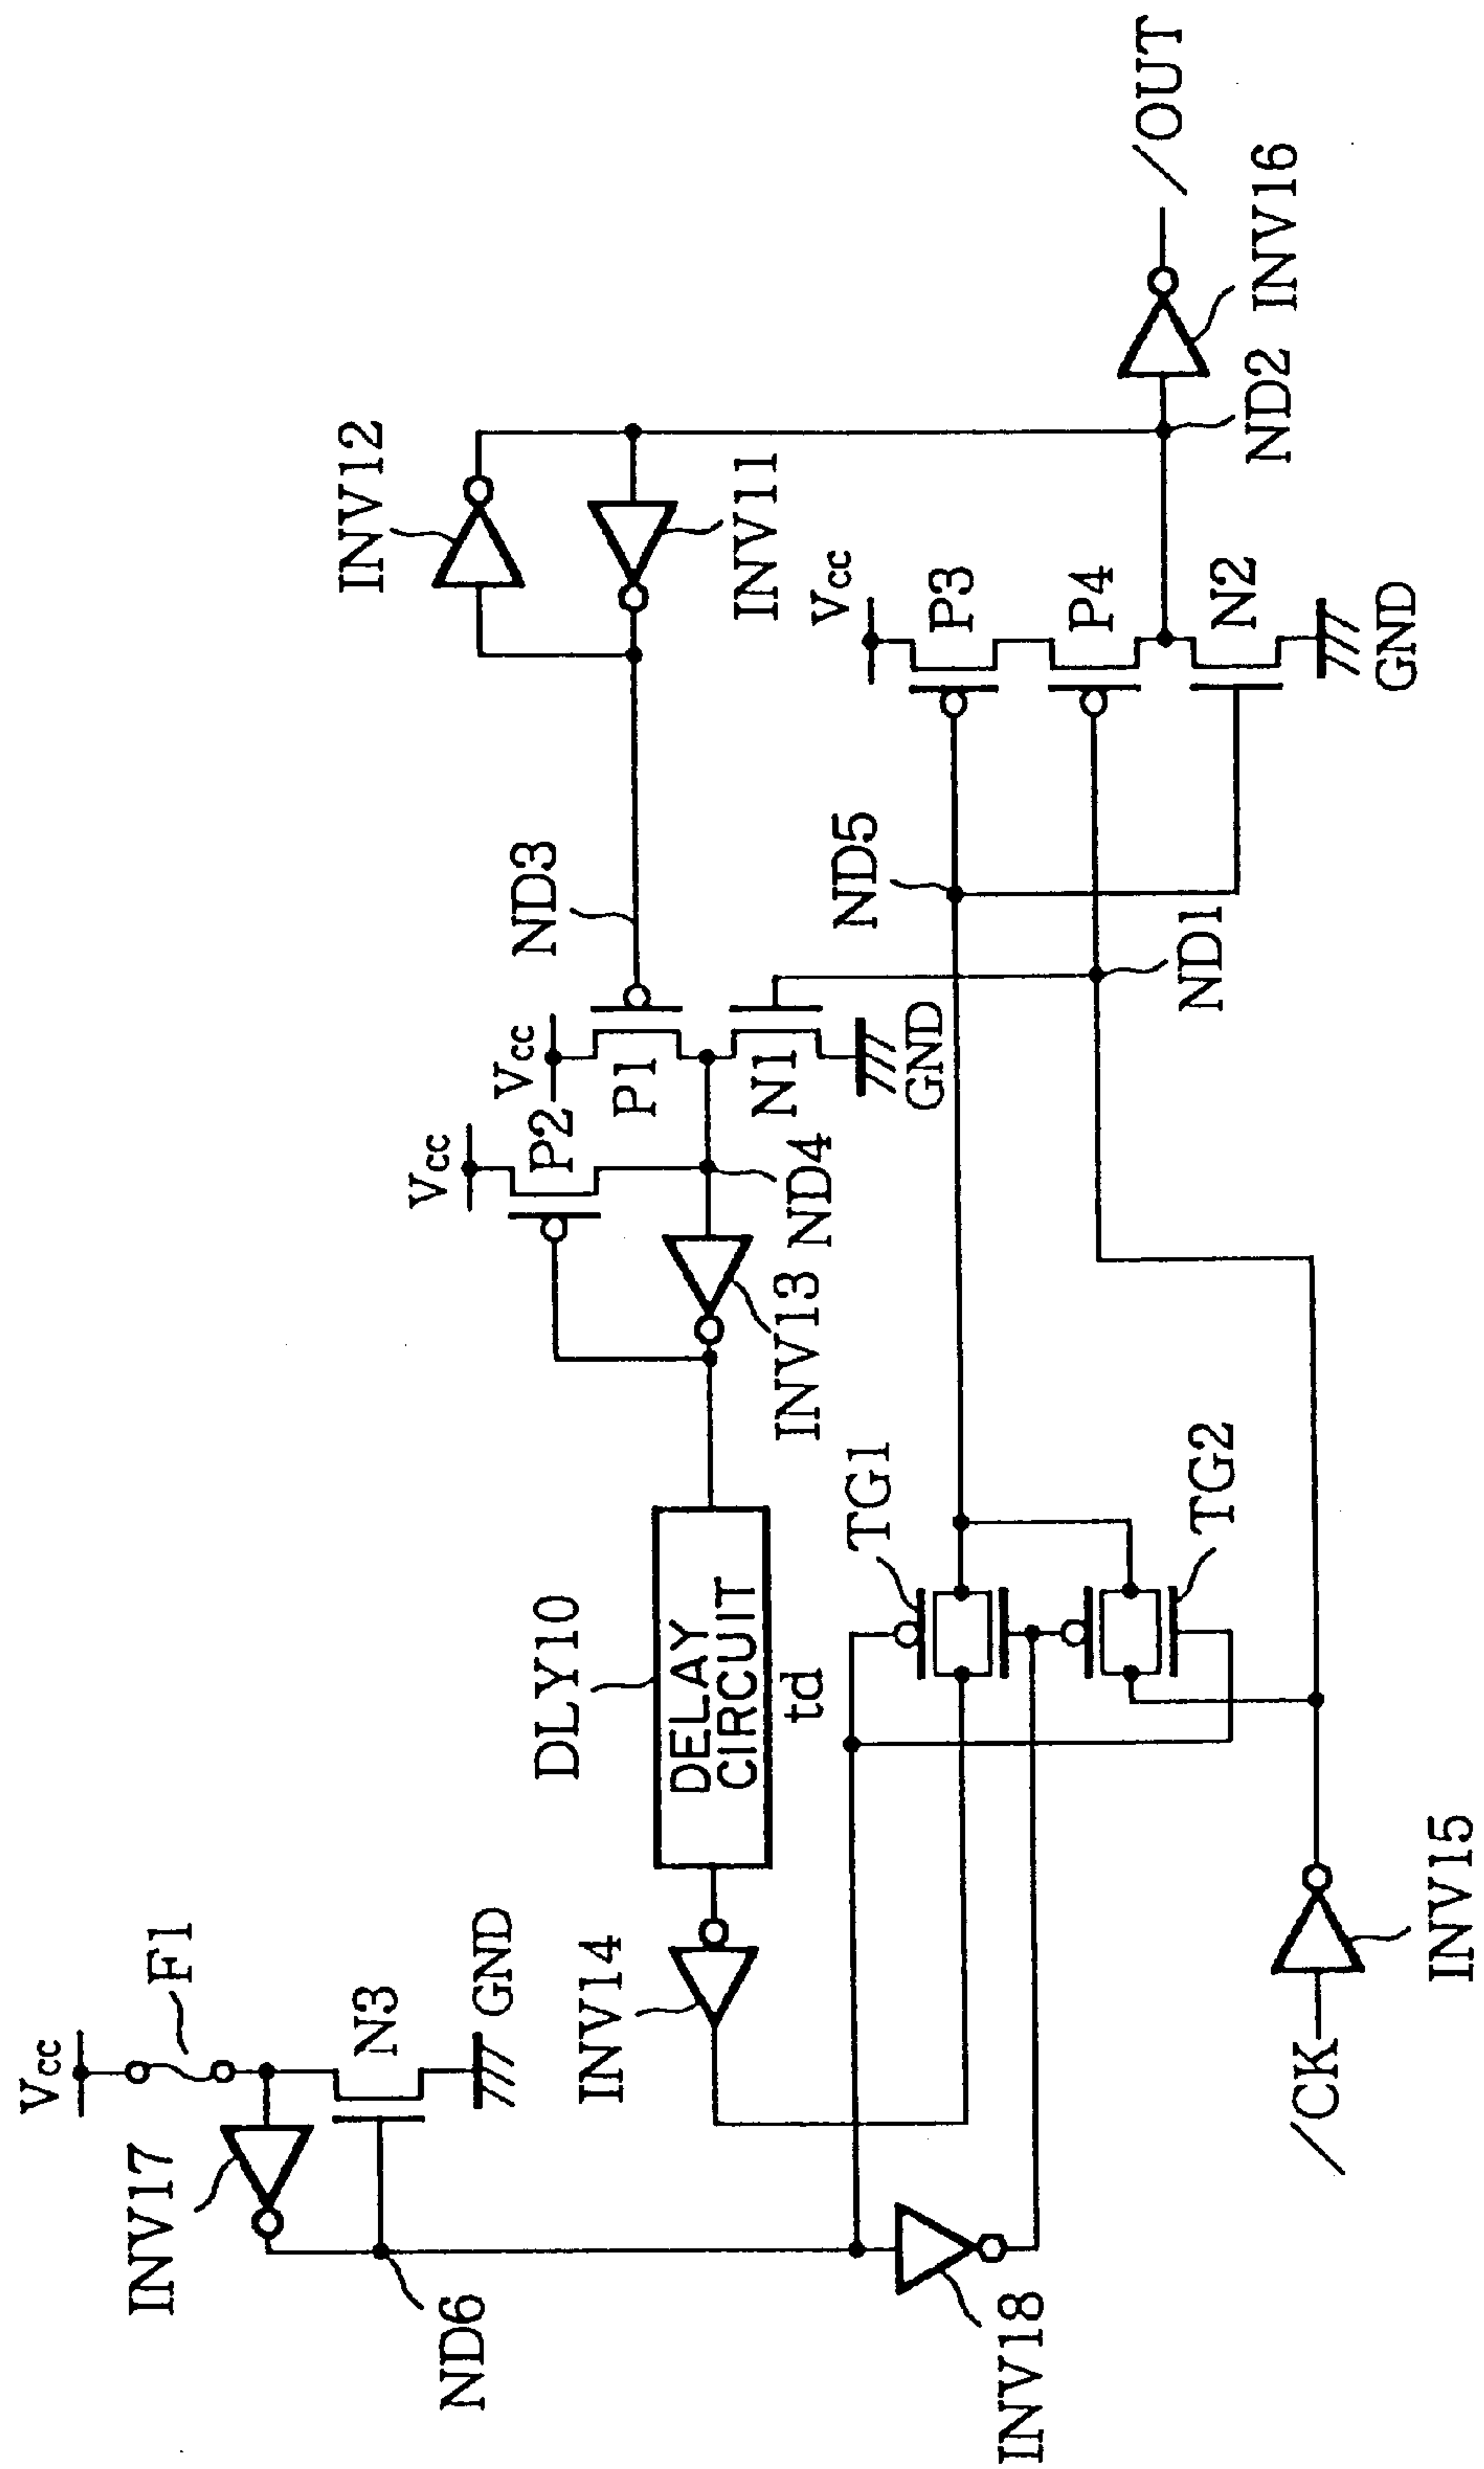 Vcc
F1
INV17
N3
GND
ND6
INV18
INV14
DLY10
DELAY
CIRCUIT
td
Vcc
P2
Vcc
P1
N1
GND
ND3
ND4
INV13
INV12
INV11
TG1
TG2
ND5
ND1
Vcc
P3
P4
N2
GND
ND2
INV16
/OUT
/CK
INV15